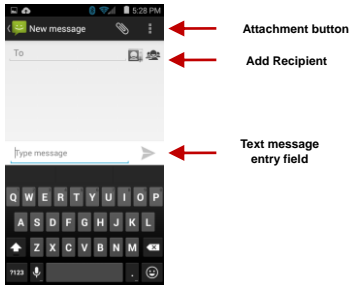 5:28 PM
New message
Attachment button
To
Add Recipient
Type message
Text message
entry field
Q W E R T Y U I O P
A S D F G H J K L
Z X C V B N M
?123 .